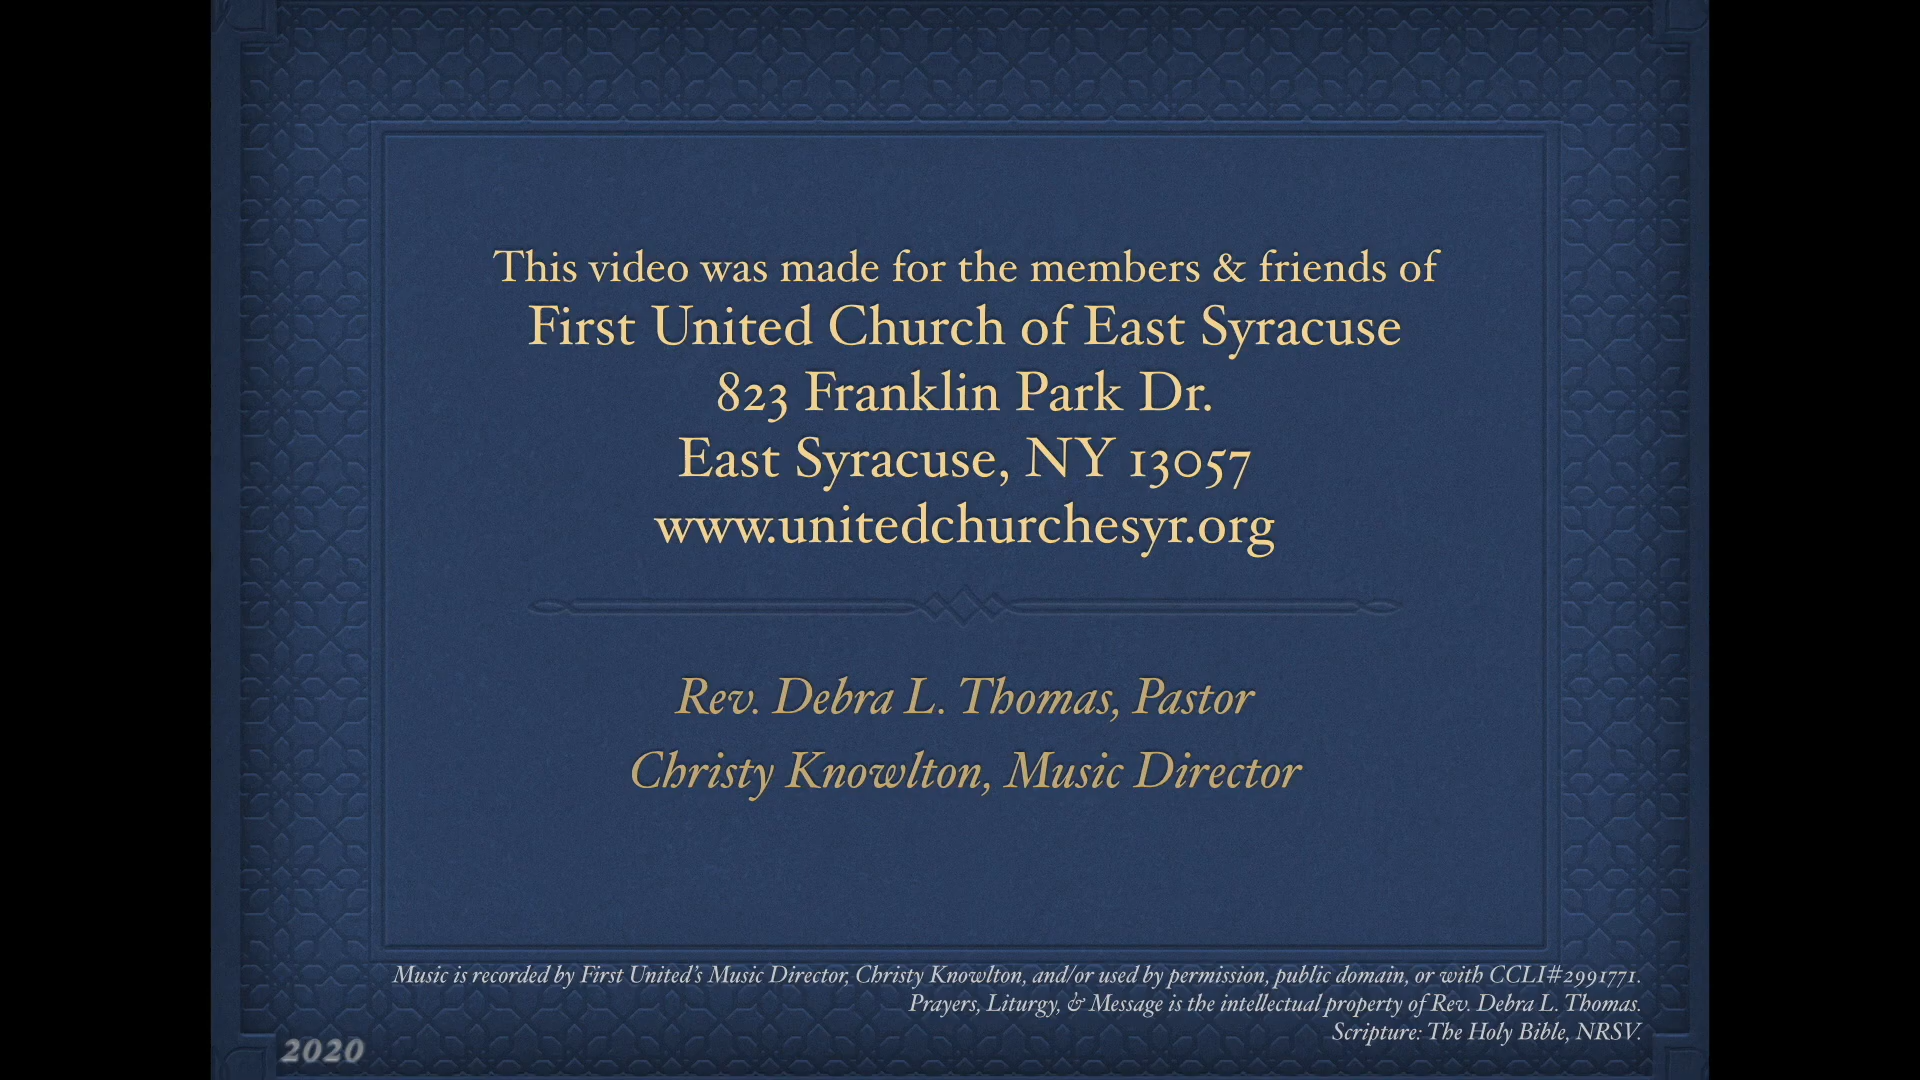 This video was made for the members & friends of
First United Church of East Syracuse
823 Franklin Park Dr.
East Syracuse, NY 13057
www.unitedchurchesyr.org
Rev. Debra L. Thomas, Pastor
Christy Knowlton, Music Director
Music is recorded by First United's Music Director, Christy Knowlton, and/or used by permission, public domain, or with CCLI#2991771.
Prayers, Liturgy, & Message is the intellectual property of Rev. Debra L. Thomas.
Scripture: The Holy Bible, NRSV.
2020